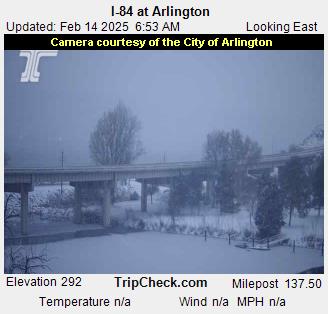 I-84 at Arlington
Updated: Feb 14 2025 6:53 AM Looking East
Camera courtesy of the City of Arlington
Elevation 292 TripCheck.com Milepost 137.50
Temperature n/a Wind n/a MPH n/a